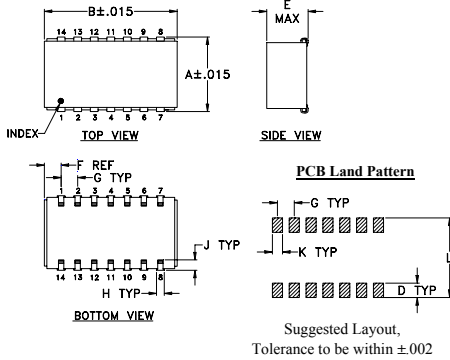 B±.015
E
MAX
14 13 12 11 10 9 8
A±.015
INDEX
1 2 3 4 5 6 7
TOP VIEW
SIDE VIEW
F REF
G TYP
1 2 3 4 5 6 7
J TYP
14 13 12 11 10 9 8
H TYP
BOTTOM VIEW
PCB Land Pattern
G TYP
K TYP
L
D TYP
Suggested Layout,
Tolerance to be within ±.002